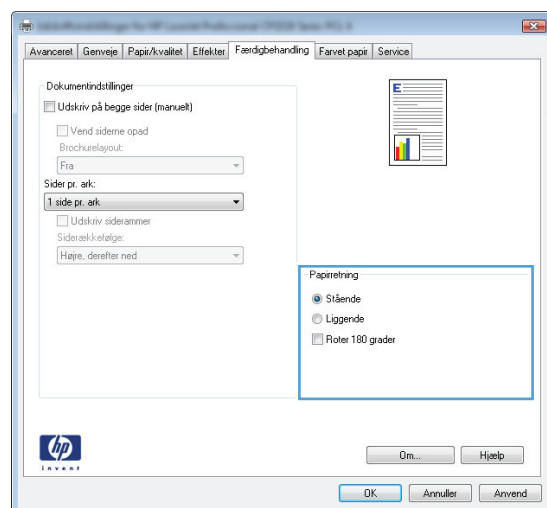 Avanceret Genveje Papir/kvalitet Effekter Færdigbehandling Farvet papir Service
Dokumentindstillinger
Udskriv på begge sider (manuelt)
Vend siderne opad
Brochurelayout:
Fra
Sider pr. ark:
1 side pr. ark
Udskriv siderammer
Siderækkefølge:
Højre, derefter ned
E
Papirretning
Stående
Liggende
Roter 180 grader
hp
invent
Om... Hjælp
OK Annuller Anvend